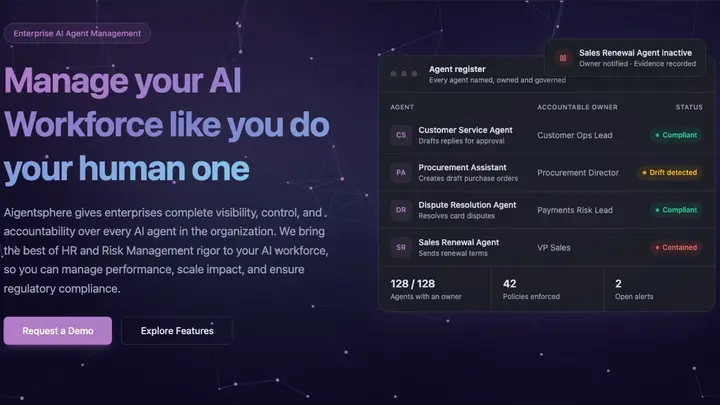 Enterprise AI Agent Management
Manage your AI
Workforce like you do
your human one
Aigentsphere gives enterprises complete visibility, control, and
accountability over every AI agent in the organization. We bring
the best of HR and Risk Management rigor to your AI workforce,
so you can manage performance, scale impact, and ensure
regulatory compliance.
Request a Demo
Explore Features
Sales Renewal Agent inactive
Owner notified · Evidence recorded
Agent register
Every agent named, owned and governed
AGENT ACCOUNTABLE OWNER STATUS
CS Customer Service Agent Customer Ops Lead Compliant
Drafts replies for approval
PA Procurement Assistant Procurement Director Drift detected
Creates draft purchase orders
DR Dispute Resolution Agent Payments Risk Lead Compliant
Resolves card disputes
SR Sales Renewal Agent VP Sales Contained
Sends renewal terms
128 / 128 42 2
Agents with an owner Policies enforced Open alerts